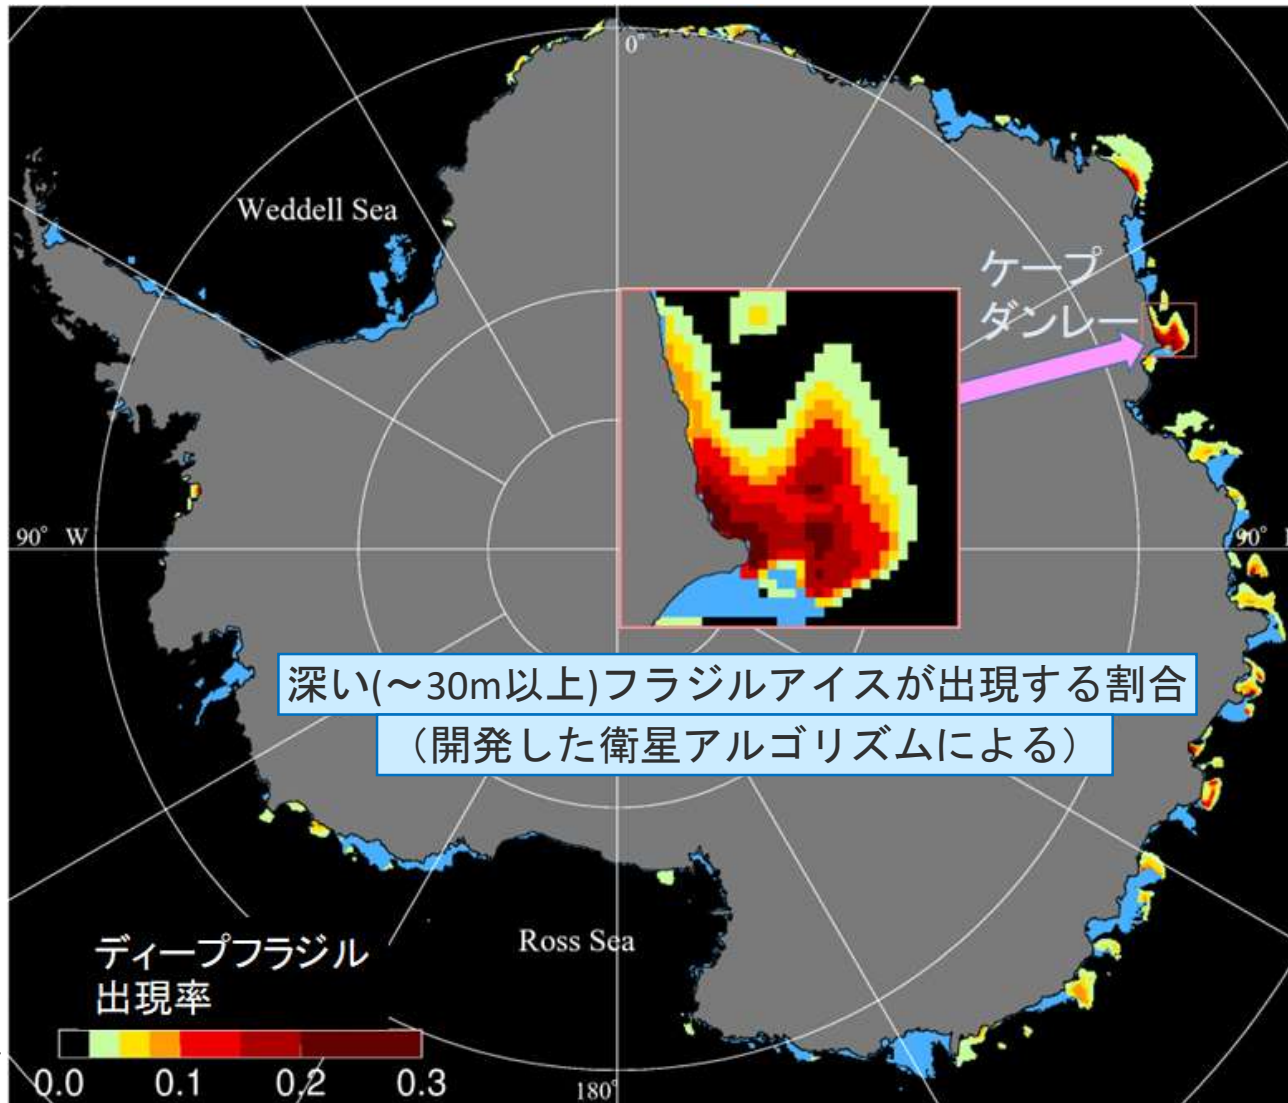 0°
Weddell Sea
ケープ
ダンレー
90° W
90°
深い(～30m以上)フラジルアイスが出現する割合
（開発した衛星アルゴリズムによる）
Ross Sea
ディープフラジル
出現率
0.0 0.1 0.2 0.3
180°